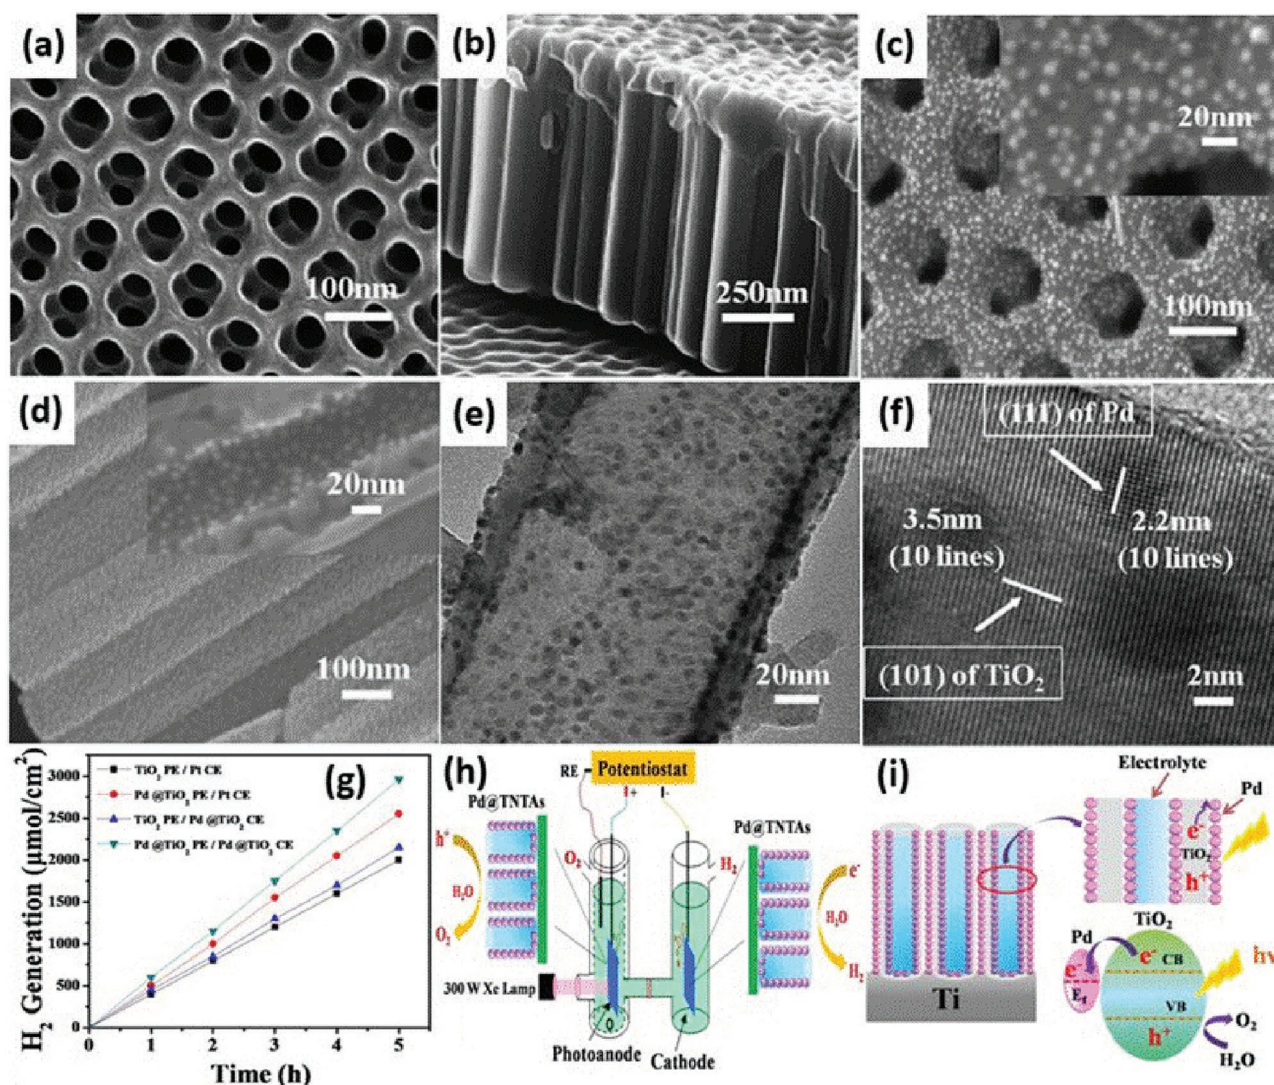 (a)
100nm
(b)
250nm
(c)
20nm
100nm
(d)
20nm
100nm
(e)
20nm
(f)
(111) of Pd
3.5nm
(10 lines)
2.2nm
(10 lines)
(101) of TiO₂
2nm
(g)
H₂ Generation (μmol/cm²)
3000
2500
2000
1500
1000
500
0
TiO₂ PE / Pt CE
Pd @TiO₂ PE / Pt CE
TiO₂ PE / Pd @TiO₂ CE
Pd @TiO₂ PE / Pd @TiO₂ CE
0 1 2 3 4 5
Time (h)
(h)
RE
Potentiostat
+
-
Pd@TNTAs
Pd@TNTAs
h⁺
H₂O
O₂
O₂
H₂
e⁻
H₂O
H₂
300 W Xe Lamp
Photoanode
Cathode
(i)
Electrolyte
Pd
e⁻
TiO₂
h⁺
Ti
TiO₂
Pd
e⁻
Ef
e⁻
CB
VB
h⁺
hν
O₂
H₂O